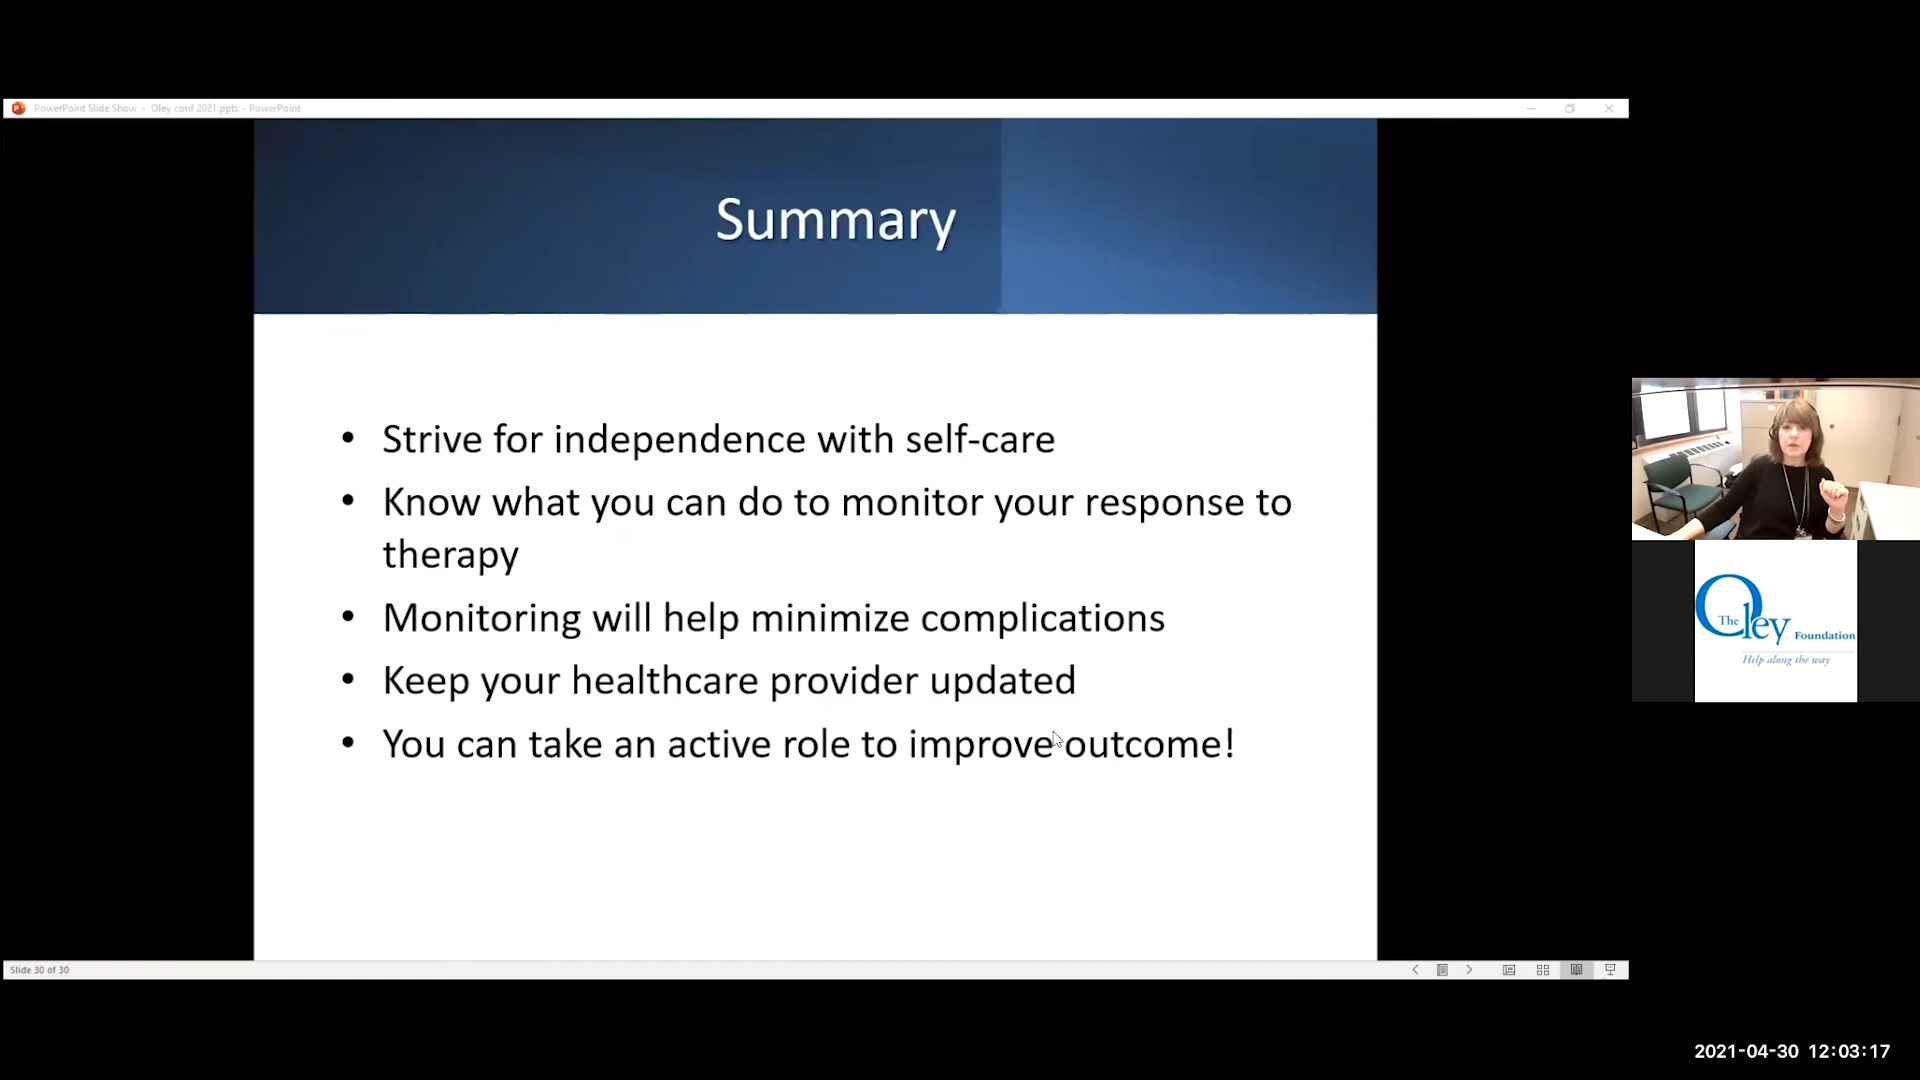 PowerPoint Slide Show - Oley conf 2021.ppts - PowerPoint
Summary
• Strive for independence with self-care
• Know what you can do to monitor your response to
therapy
• Monitoring will help minimize complications
• Keep your healthcare provider updated
• You can take an active role to improve outcome!
The Oley Foundation
Help along the way
Slide 30 of 30
2021-04-30 12:03:17